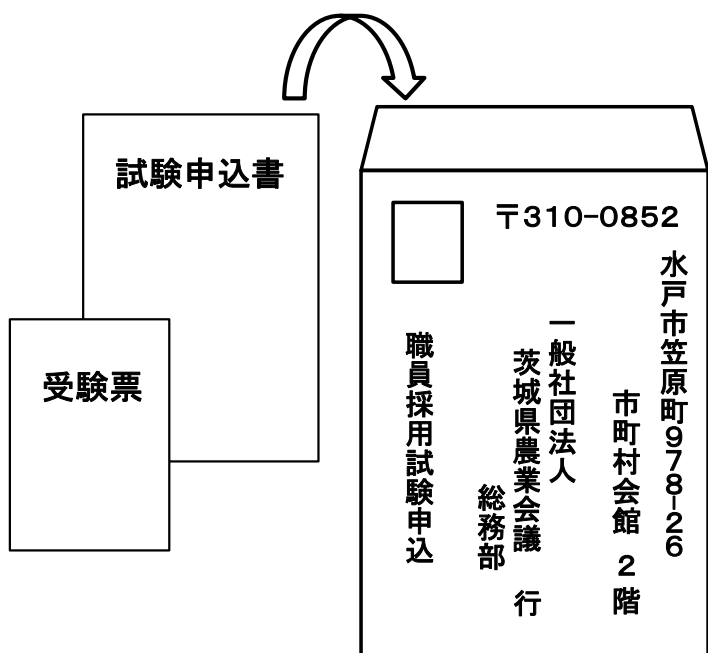 試験申込書
受験票
〒310-0852
水戸市笠原町978-26
市町村会館 2階
一般社団法人
茨城県農業会議 行
総務部
職員採用試験申込